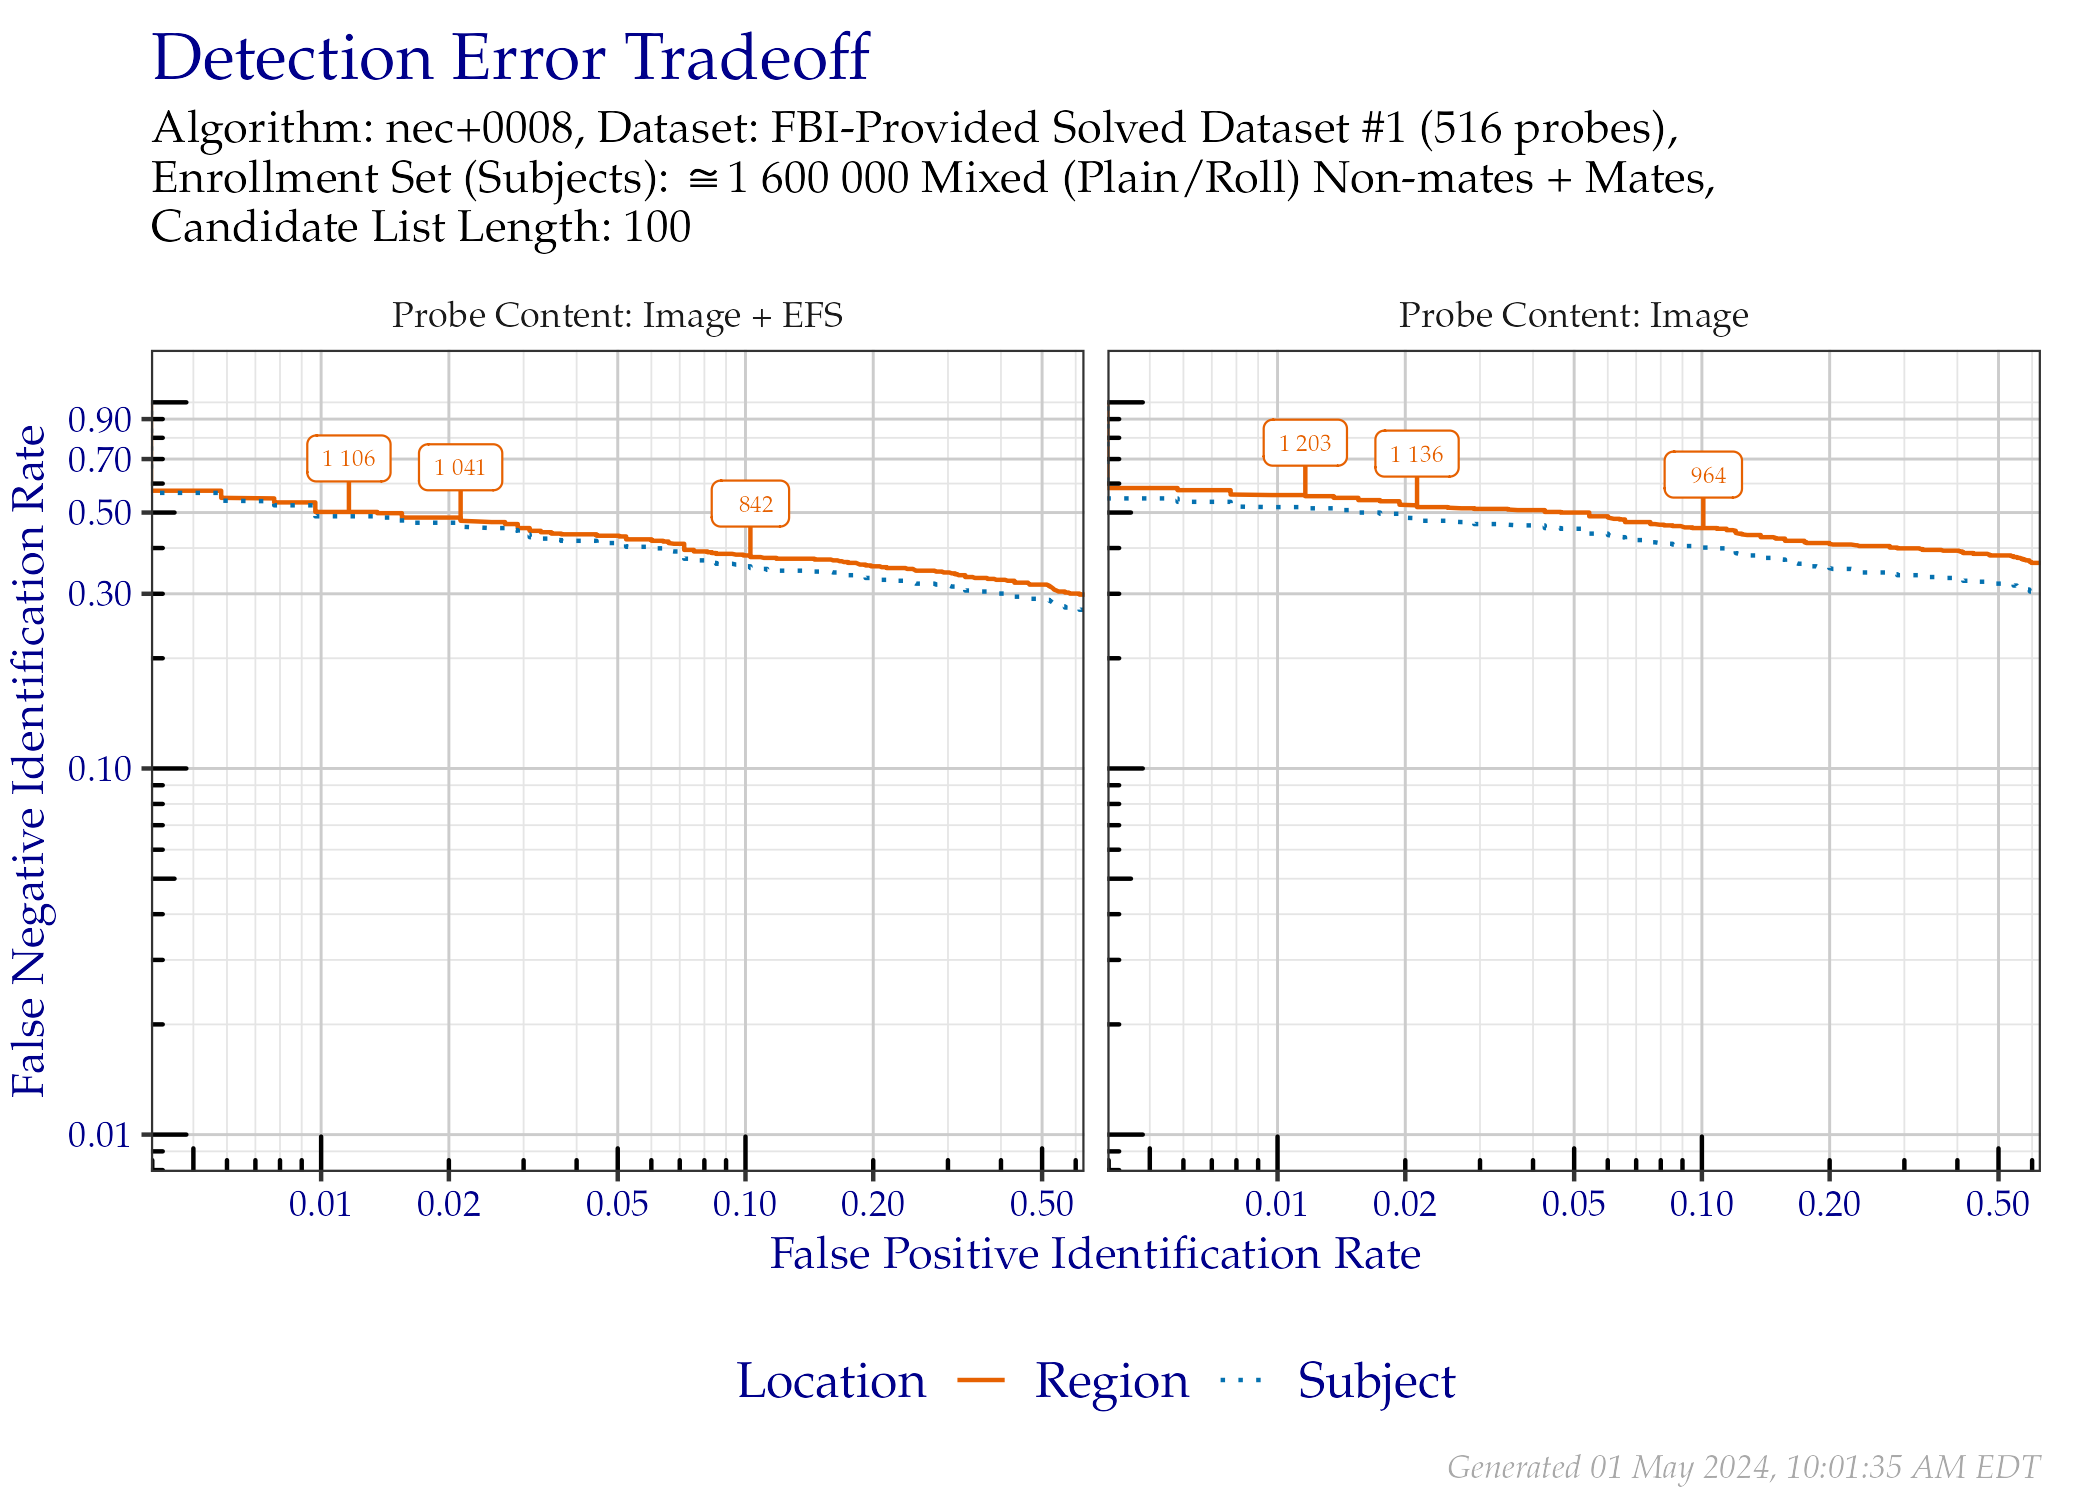 Detection Error Tradeoff
Algorithm: nec+0008, Dataset: FBI-Provided Solved Dataset #1 (516 probes),
Enrollment Set (Subjects): ≅1 600 000 Mixed (Plain/Roll) Non-mates + Mates,
Candidate List Length: 100
Probe Content: Image + EFS
Probe Content: Image
False Negative Identification Rate
0.90
0.70
0.50
0.30
0.10
0.01
1 106
1 041
842
1 203
1 136
964
0.01 0.02 0.05 0.10 0.20 0.50
0.01 0.02 0.05 0.10 0.20 0.50
False Positive Identification Rate
Location Region Subject
Generated 01 May 2024, 10:01:35 AM EDT